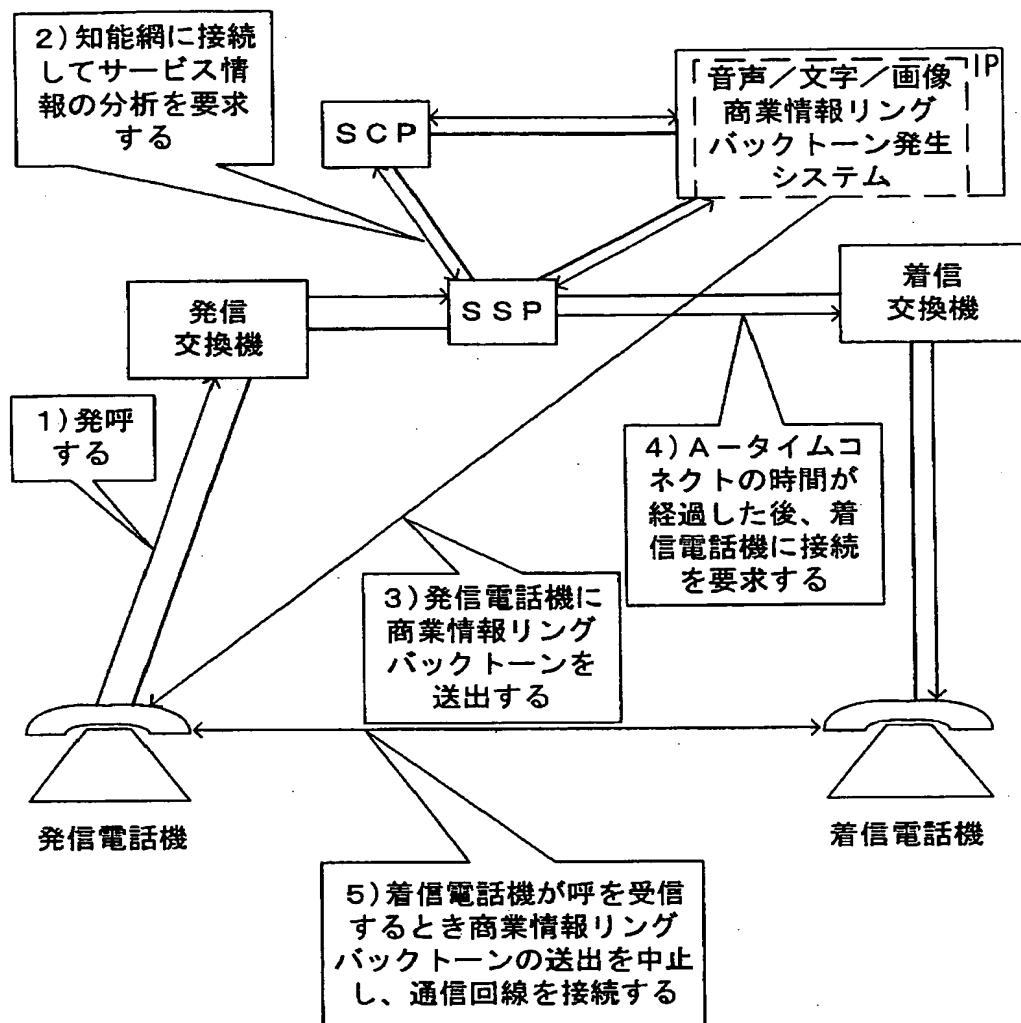 2)知能網に接続
してサービス情
報の分析を要求
する
SCP
IP
音声/文字/画像
商業情報リング
バックトーン発生
システム
発信
交換機
SSP
着信
交換機
1)発呼
する
4)A-タイムコ
ネクトの時間が
経過した後、着
信電話機に接続
を要求する
3)発信電話機に
商業情報リング
バックトーンを
送出する
発信電話機
着信電話機
5)着信電話機が呼を受信
するとき商業情報リング
バックトーンの送出を中止
し、通信回線を接続する